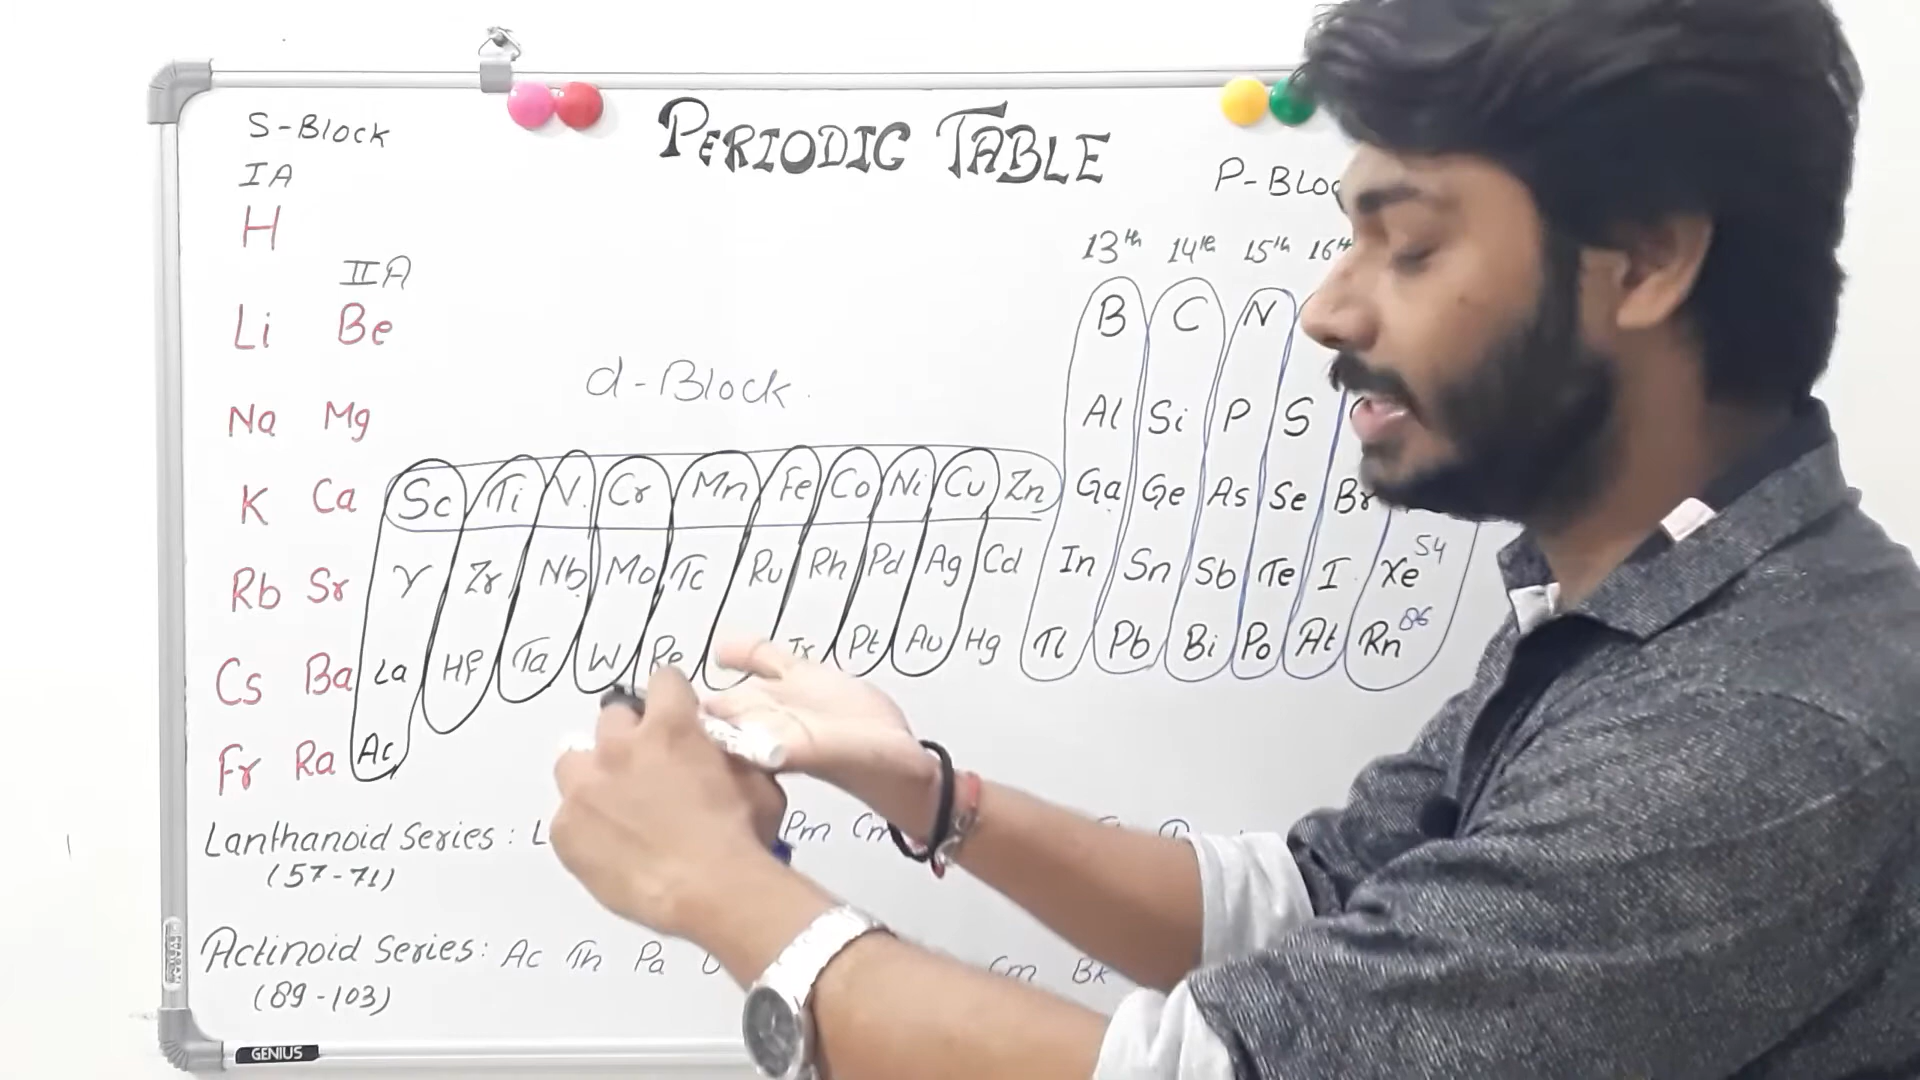 PERIODIC TABLE
S-Block
P-Bloc
IA
H
13th 14th 15th 16th
IIA
Li Be B C N
d-Block.
Na Mg Al Si P S
K Ca Sc Ti V Cr Mn Fe Co Ni Cu Zn Ga Ge As Se Br
Rb Sr Y Zr Nb Mo Tc Ru Rh Pd Ag Cd In Sn Sb Te I Xe 54
Cs Ba La Hf Ta W Re Ir Pt Au Hg Tl Pb Bi Po At Rn 86
Fr Ra Ac
Lanthanoid Series: L Pm
(57-71)
Actinoid Series: Ac Th Pa Cm Bk
(89-103)
GENIUS